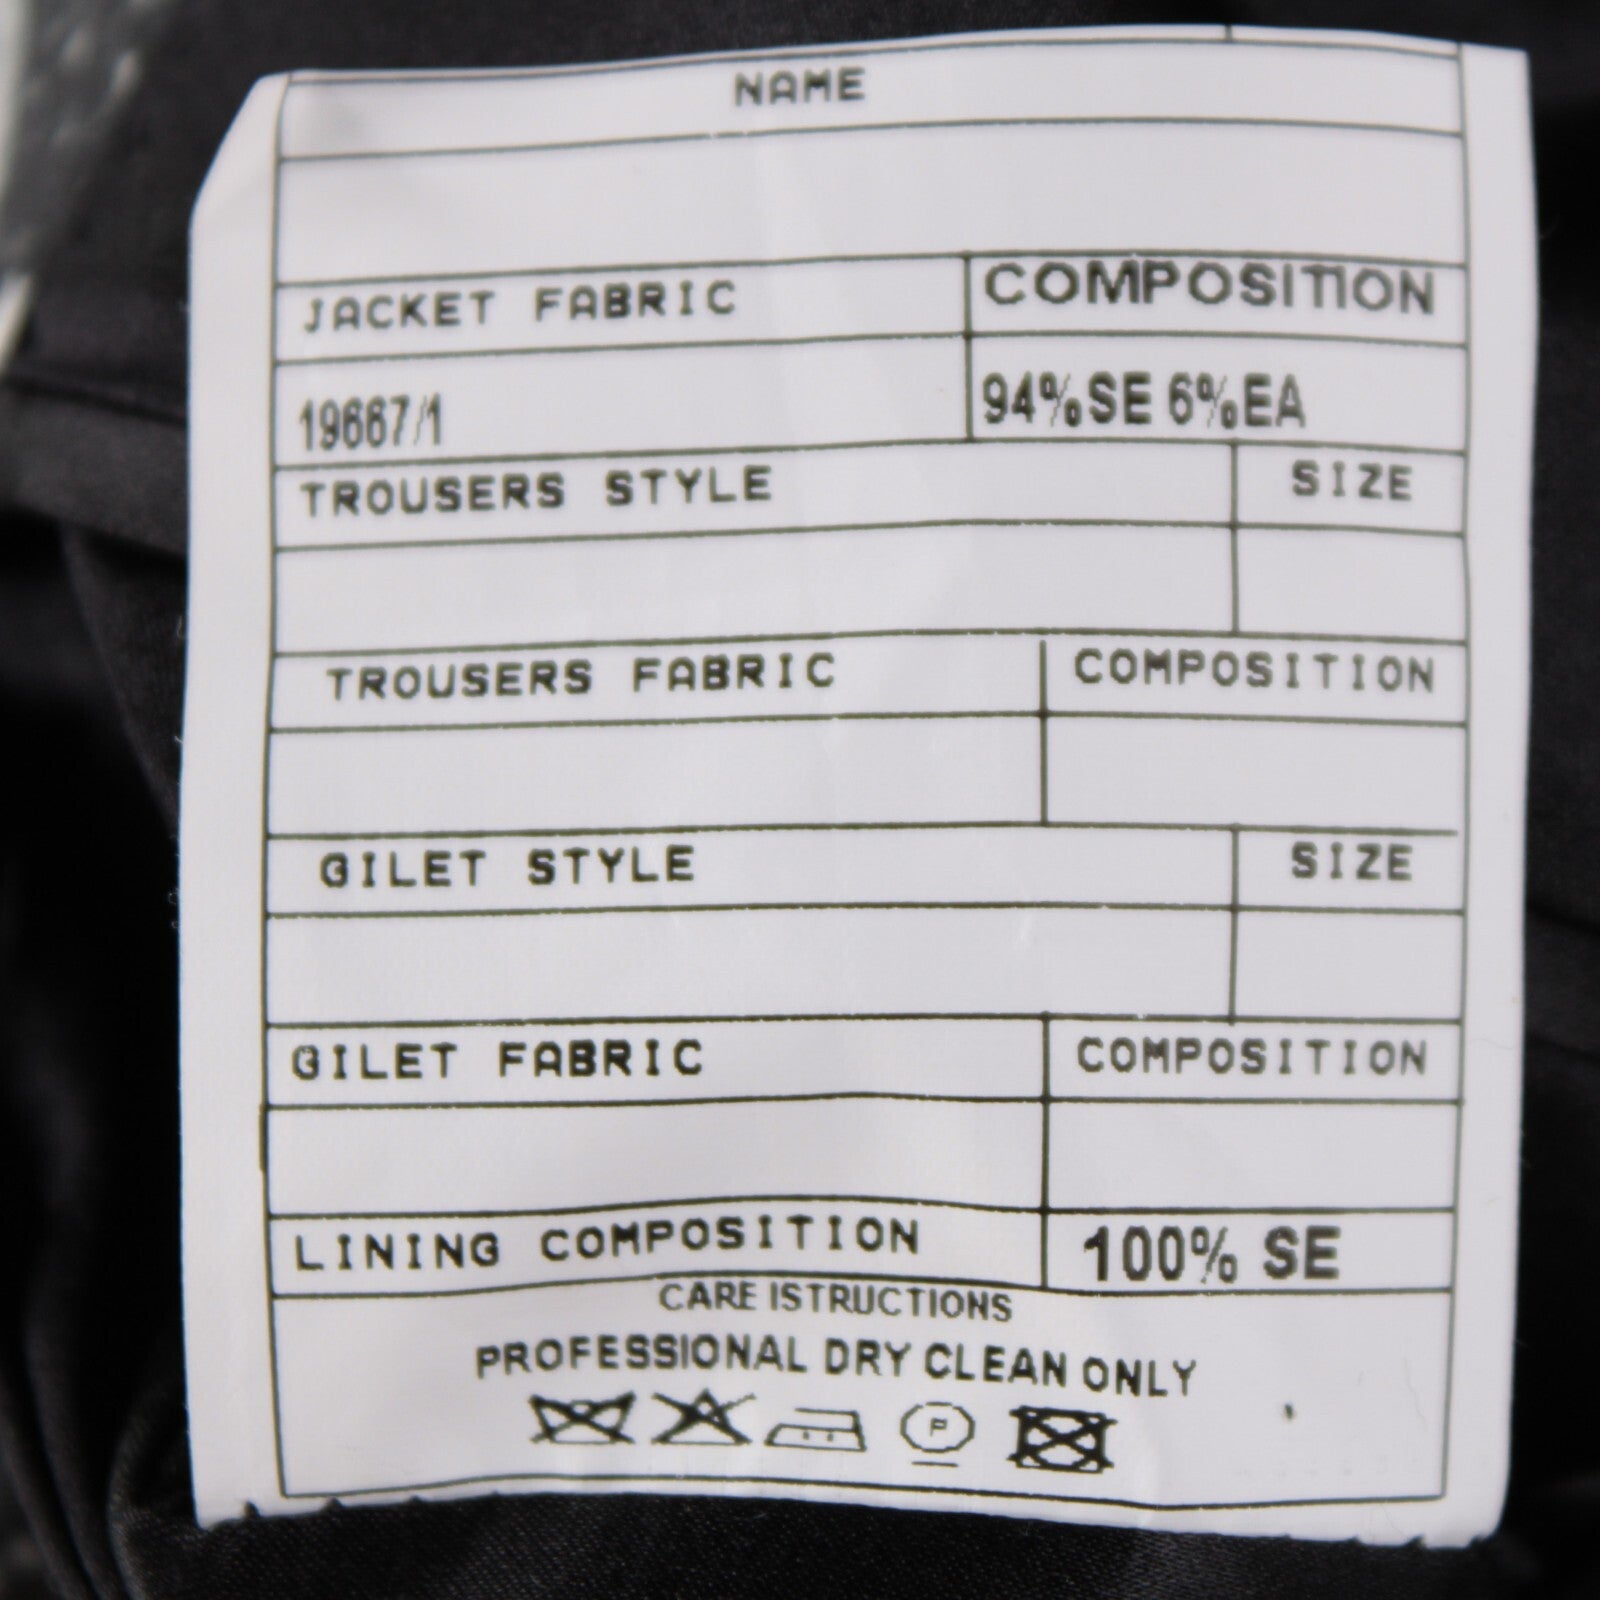 NAME
JACKET FABRIC COMPOSITION
19667/1 94%SE 6%EA
TROUSERS STYLE SIZE
TROUSERS FABRIC COMPOSITION
GILET STYLE SIZE
GILET FABRIC COMPOSITION
LINING COMPOSITION 100% SE
CARE ISTRUCTIONS
PROFESSIONAL DRY CLEAN ONLY
P